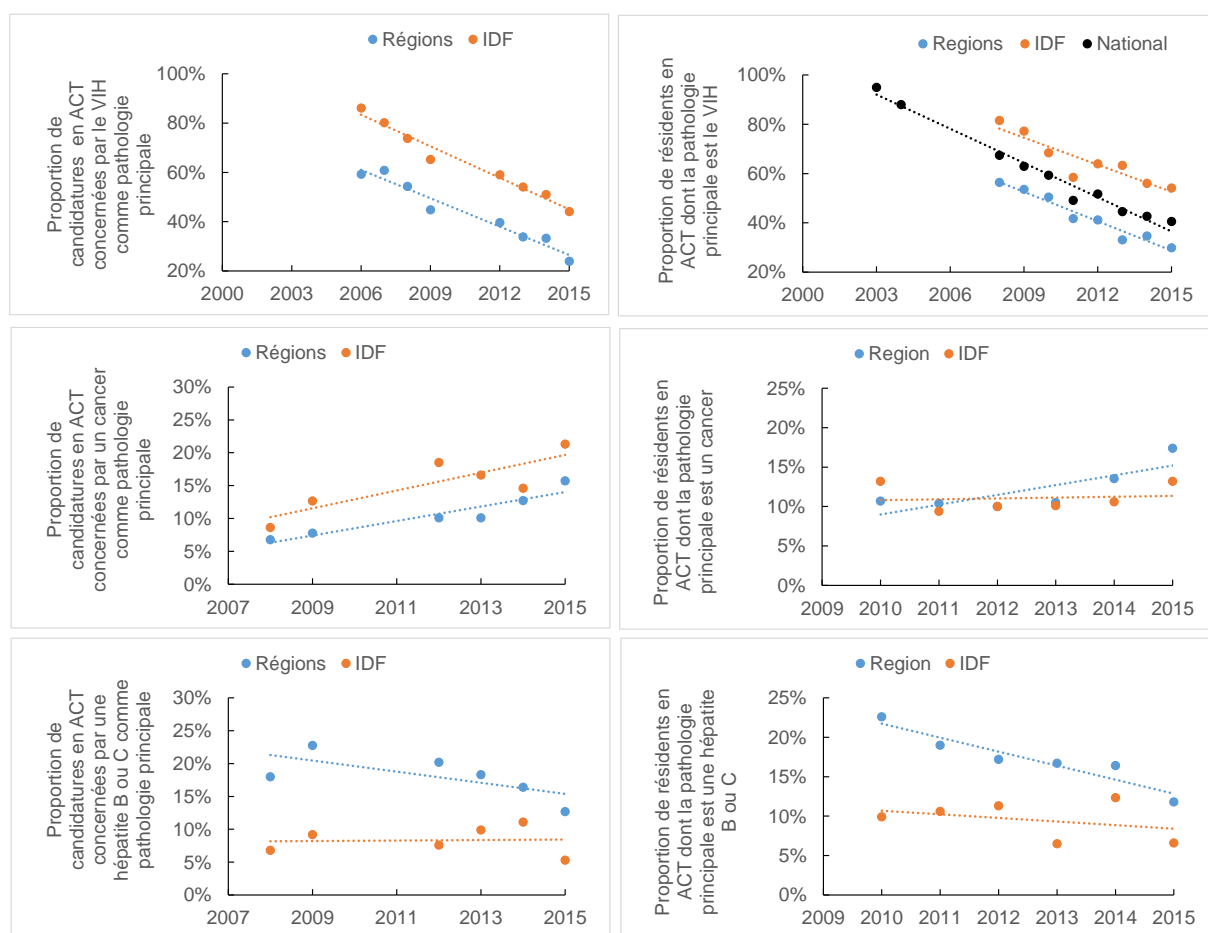 Régions IDF
Proportion de
candidatures en ACT
concernées par le VIH
comme pathologie
principale
100%
80%
60%
40%
20%
2000 2003 2006 2009 2012 2015
Regions IDF National
Proportion de résidents en
ACT dont la pathologie
principale est le VIH
100%
80%
60%
40%
20%
2000 2003 2006 2009 2012 2015
Régions IDF
Proportion de
candidatures en ACT
concernées par un cancer
comme pathologie
principale
30%
25%
20%
15%
10%
5%
0%
2007 2009 2011 2013 2015
Region IDF
Proportion de résidents en
ACT dont la pathologie
principale est un cancer
25%
20%
15%
10%
5%
0%
2009 2010 2011 2012 2013 2014 2015
Régions IDF
Proportion de
candidatures en ACT
concernées par une
hépatite B ou C comme
pathologie principale
30%
25%
20%
15%
10%
5%
0%
2007 2009 2011 2013 2015
Region IDF
Proportion de résidents en
ACT dont la pathologie
principale est une hépatite
B ou C
25%
20%
15%
10%
5%
0%
2009 2010 2011 2012 2013 2014 2015